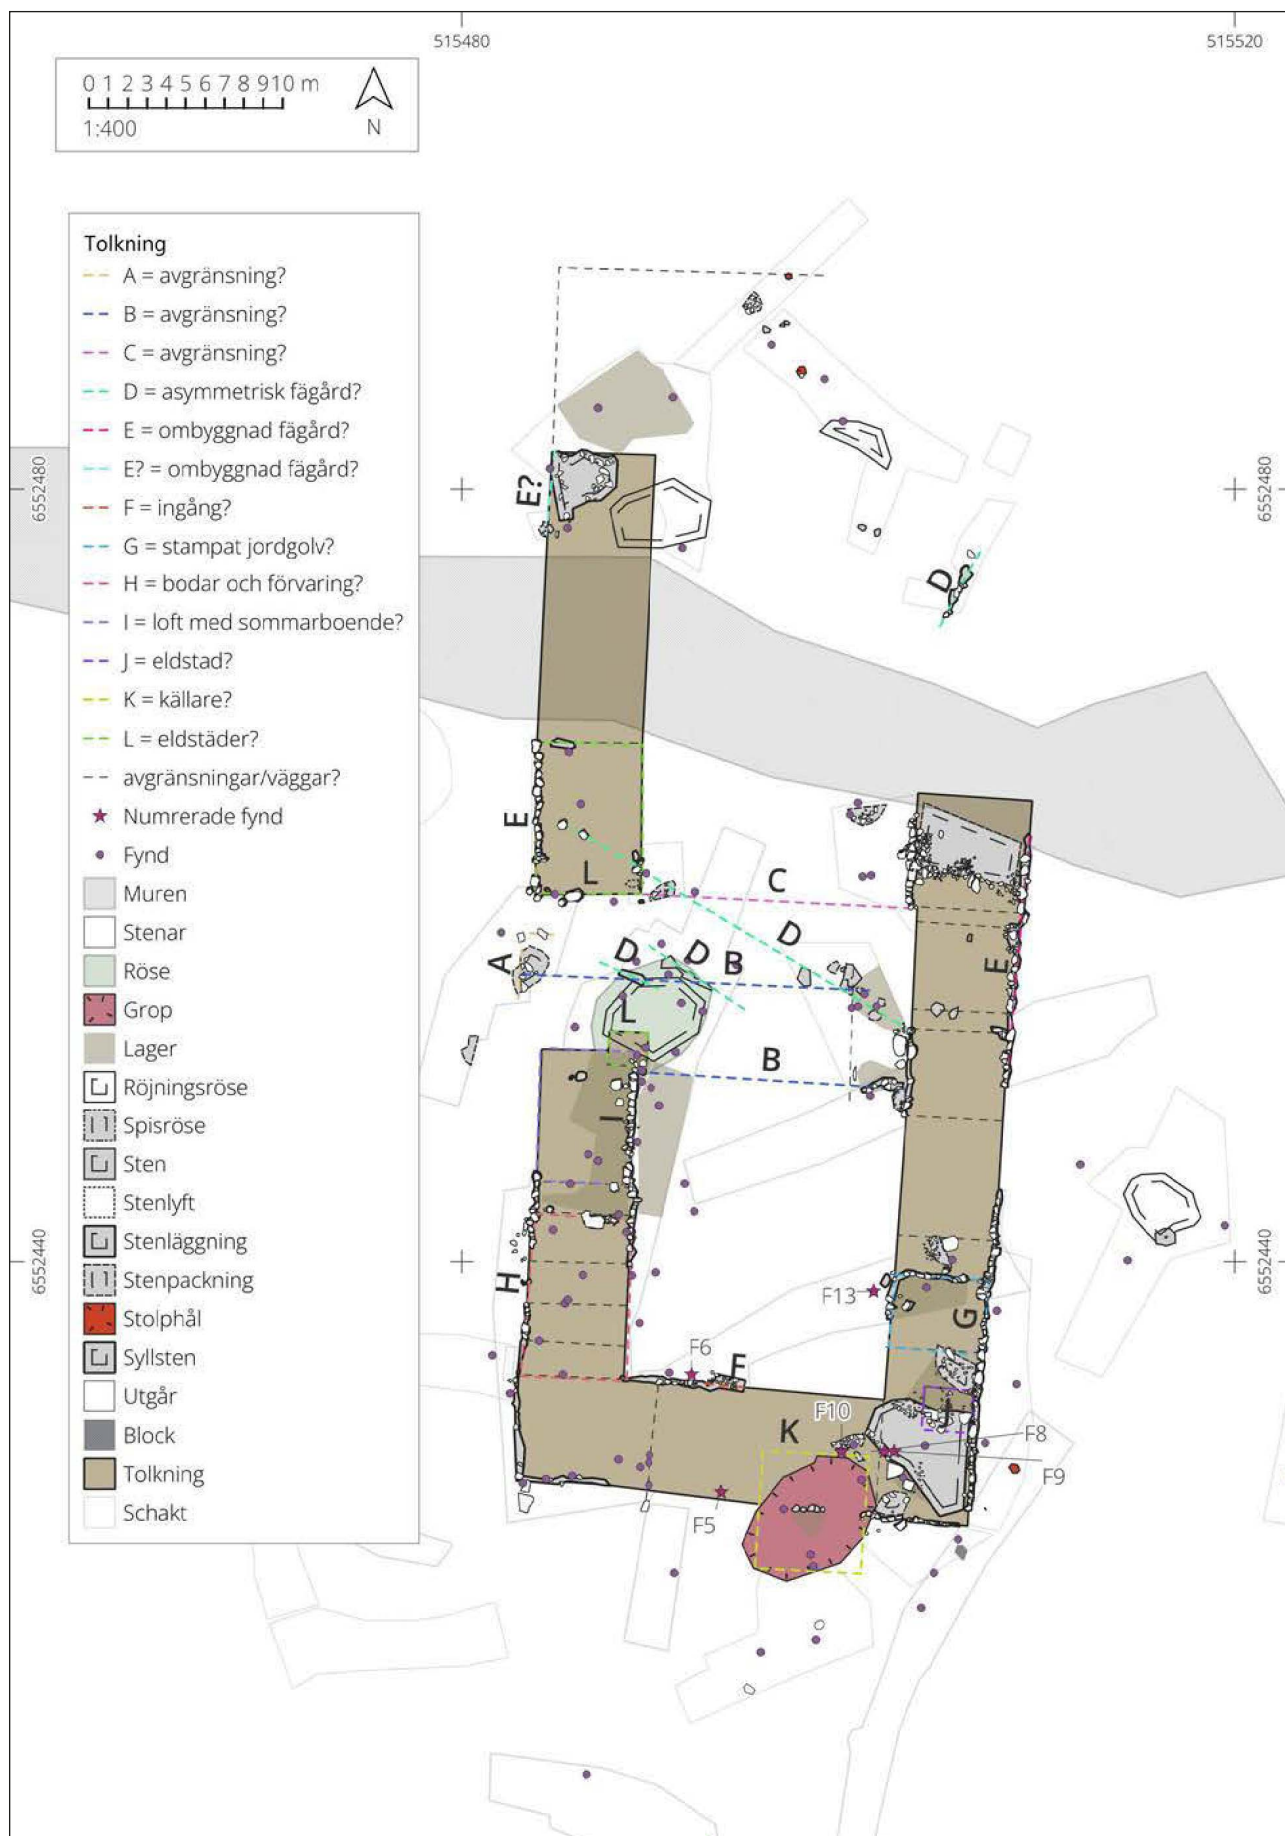 515480
515520
0 1 2 3 4 5 6 7 8 910 m
1:400
N
Tolkning
A = avgränsning?
B = avgränsning?
C = avgränsning?
D = asymmetrisk fägård?
E = ombyggnad fägård?
E? = ombyggnad fägård?
F = ingång?
G = stampat jordgolv?
H = bodar och förvaring?
I = loft med sommarboende?
J = eldstad?
K = källare?
L = eldstäder?
avgränsningar/väggar?
Numrerade fynd
Fynd
Muren
Stenar
Röse
Grop
Lager
Röjningsröse
Spisröse
Sten
Stenlyft
Stenläggning
Stenpackning
Stolphål
Syllsten
Utgår
Block
Tolkning
Schakt
6552480
6552480
E?
D
E
L
C
D
A
D
D
B
E
L
B
I
6552440
6552440
H
F13
G
F6
F
F10
J
K
F8
F9
F5